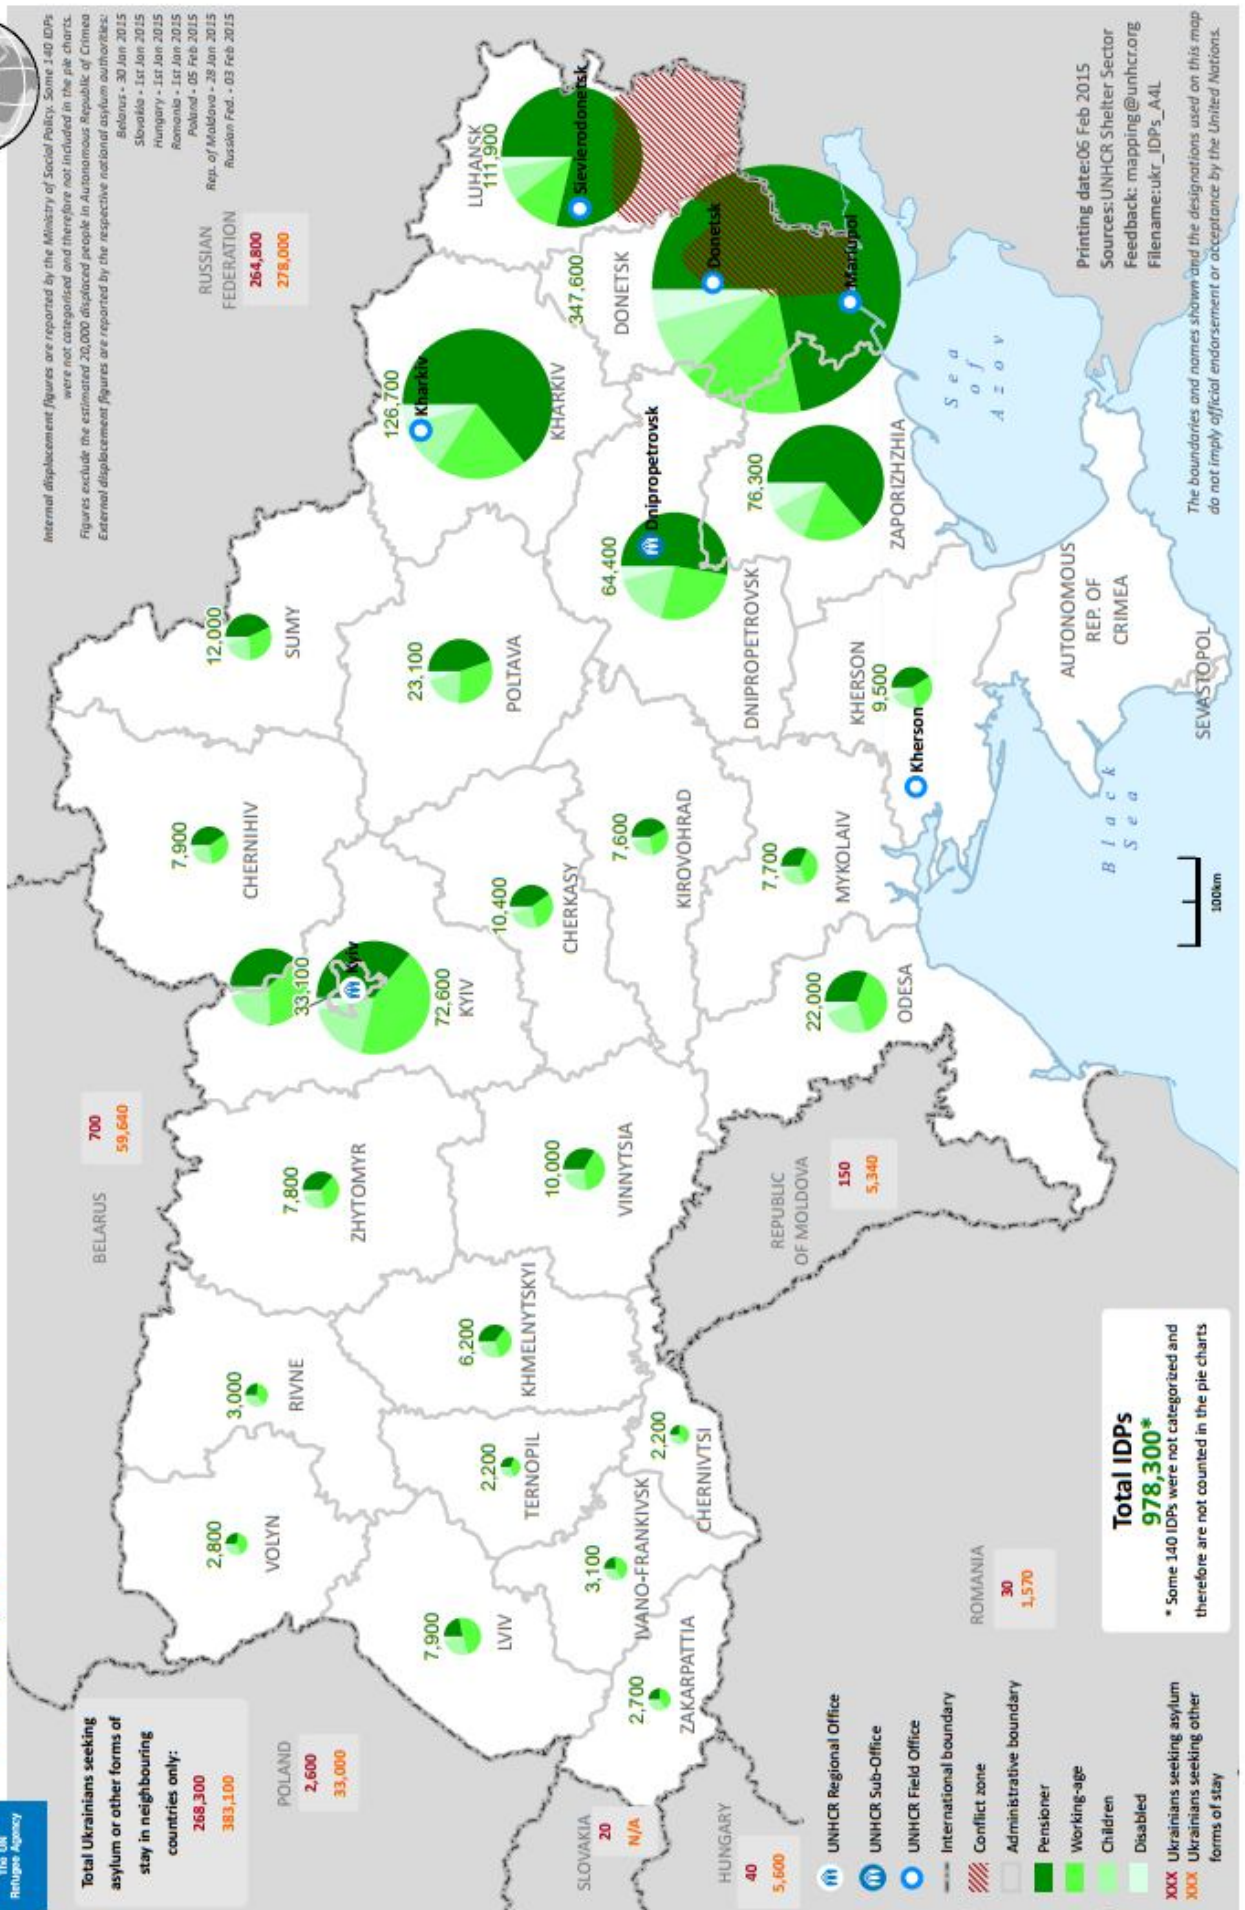 The UN
Refugee Agency
Internal displacement figures are reported by the Ministry of Social Policy. Some 140 IDPs
were not categorised and therefore not included in the pie charts.
Figures exclude the estimated 20,000 displaced people in Autonomous Republic of Crimea
External displacement figures are reported by the respective national asylum authorities:
Belarus - 30 Jan 2015
Slovakia - 1st Jan 2015
Hungary - 1st Jan 2015
Romania - 1st Jan 2015
Poland - 05 Feb 2015
Rep. of Moldova - 28 Jan 2015
Russian Fed. - 03 Feb 2015
Total Ukrainians seeking
asylum or other forms of
stay in neighbouring
countries only:
268,300
383,100
BELARUS
700
59,640
RUSSIAN
FEDERATION
264,800
278,000
POLAND
2,600
33,000
SLOVAKIA
20
N/A
HUNGARY
40
5,600
ROMANIA
30
1,570
REPUBLIC
OF MOLDOVA
150
5,340
2,800
VOLYN
3,000
RIVNE
7,800
ZHYTOMYR
33,100
Kyiv
72,600
KYIV
7,900
CHERNIHIV
12,000
SUMY
7,900
LVIV
2,200
TERNOPIL
6,200
KHMELNYTSKYI
10,000
VINNYTSIA
10,400
CHERKASY
23,100
POLTAVA
126,700
Kharkiv
KHARKIV
LUHANSK
111,900
Sievierodonetsk
2,700
ZAKARPATTIA
3,100
IVANO-FRANKIVSK
2,200
CHERNIVTSI
7,600
KIROVOHRAD
64,400
Dnipropetrovsk
DNIPROPETROVSK
347,600
DONETSK
Donetsk
Mariupol
76,300
ZAPORIZHZHIA
22,000
ODESA
7,700
MYKOLAIV
KHERSON
9,500
Kherson
AUTONOMOUS
REP. OF
CRIMEA
SEVASTOPOL
Sea
of
Azov
Black
Sea
100km
UNHCR Regional Office
UNHCR Sub-Office
UNHCR Field Office
International boundary
Conflict zone
Administrative boundary
Pensioner
Working-age
Children
Disabled
XXX Ukrainians seeking asylum
XXX Ukrainians seeking other
forms of stay
Total IDPs
978,300*
* Some 140 IDPs were not categorized and
therefore are not counted in the pie charts
Printing date:06 Feb 2015
Sources:UNHCR Shelter Sector
Feedback: mapping@unhcr.org
Filename:ukr_IDPs_A4L
The boundaries and names shown and the designations used on this map
do not imply official endorsement or acceptance by the United Nations.